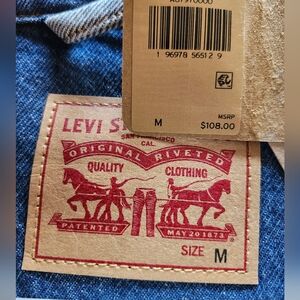 1 96978 56512 9
M
MSRP
$108.00
LEVI
SAN FRANCISCO
CAL.
ORIGINAL RIVETED
QUALITY CLOTHING
PATENTED MAY 20 1873
SIZE M